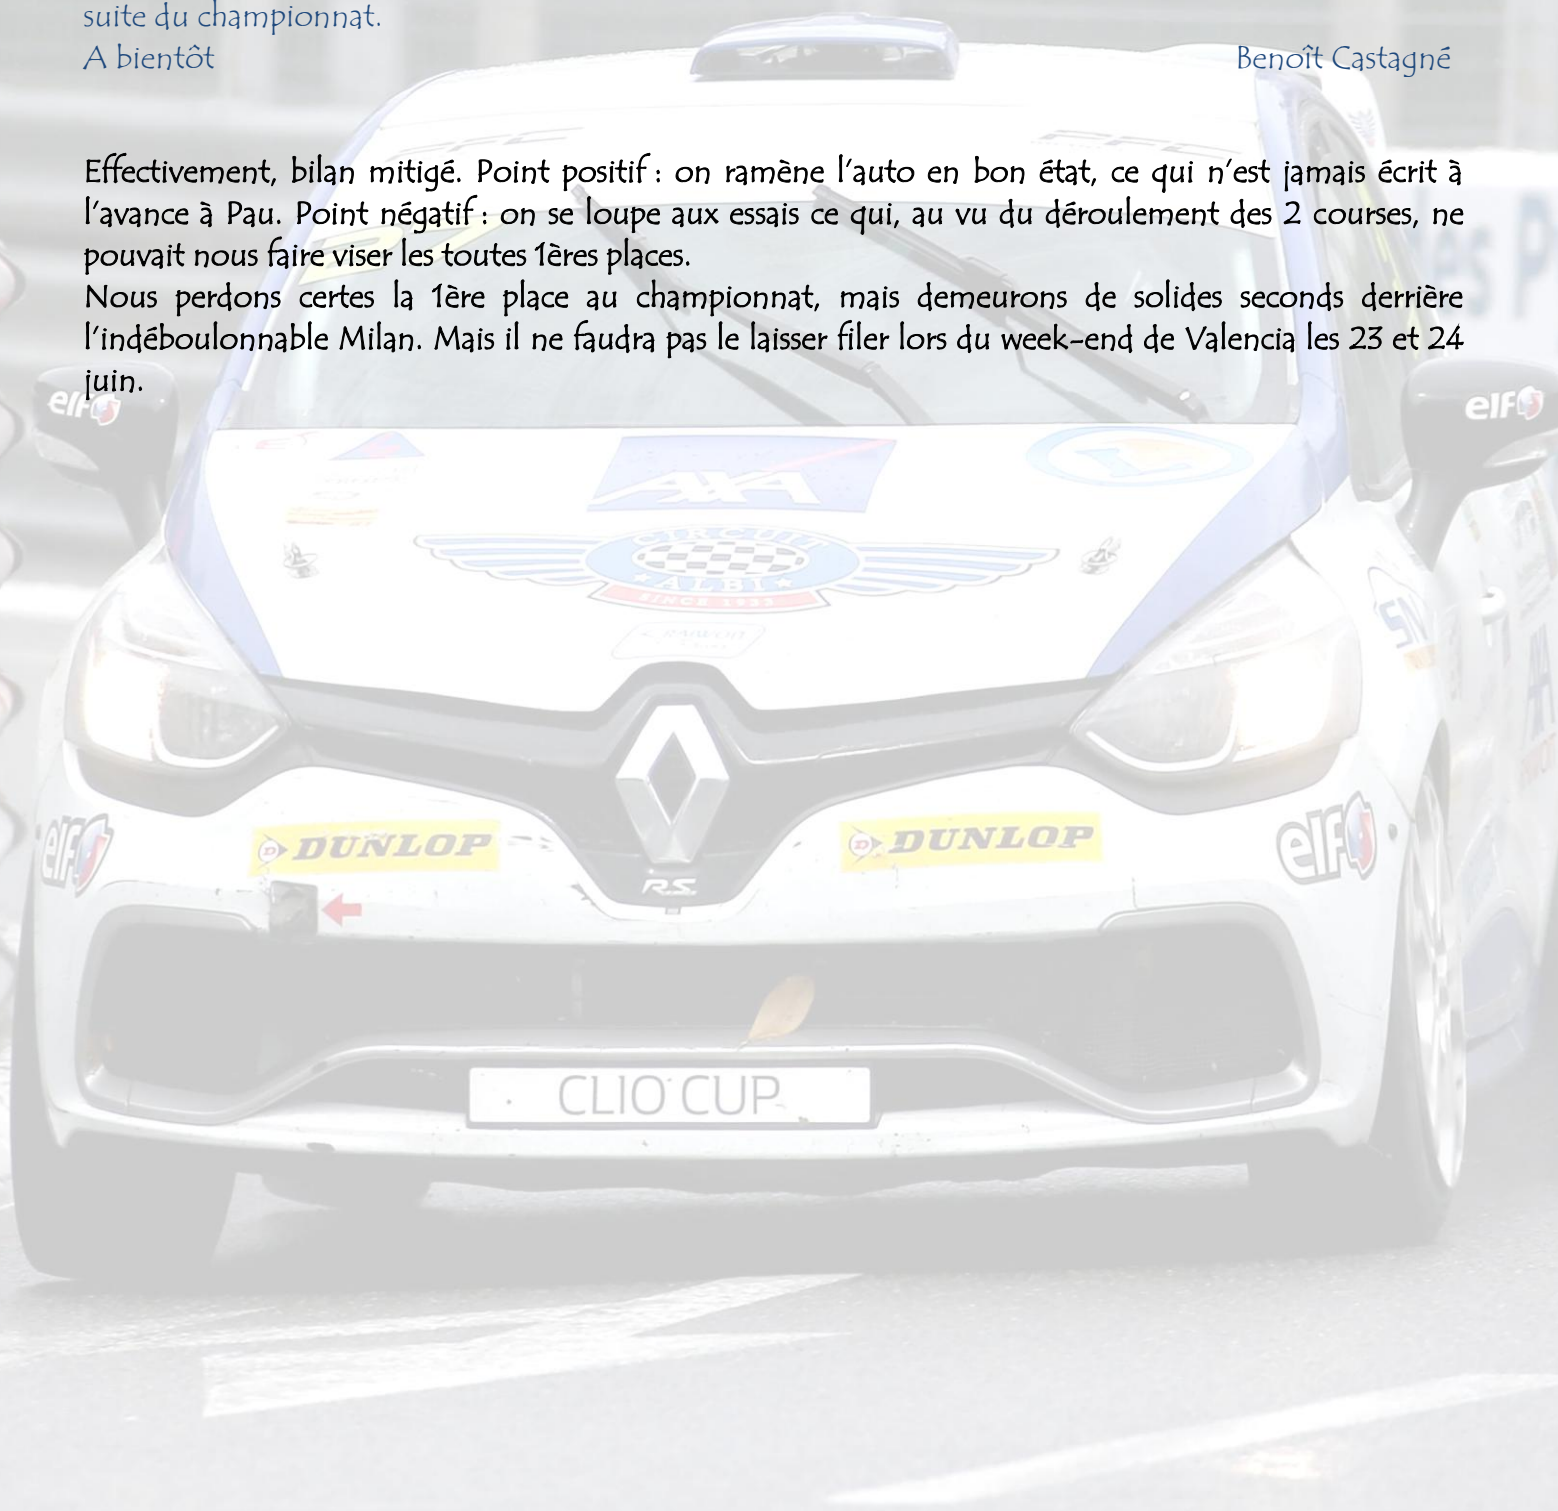 suite du championnat.
A bientôt Benoît Castagné
Effectivement, bilan mitigé. Point positif : on ramène l'auto en bon état, ce qui n'est jamais écrit à
l'avance à Pau. Point négatif : on se loupe aux essais ce qui, au vu du déroulement des 2 courses, ne
pouvait nous faire viser les toutes 1ères places.
Nous perdons certes la 1ère place au championnat, mais demeurons de solides seconds derrière
l'indéboulonnable Milan. Mais il ne faudra pas le laisser filer lors du week-end de Valencia les 23 et 24
juin.
elf elf
AXA
CIRCUIT
ALBI
SINCE 1933
DUNLOP DUNLOP
elf elf
R.S.
CLIO CUP